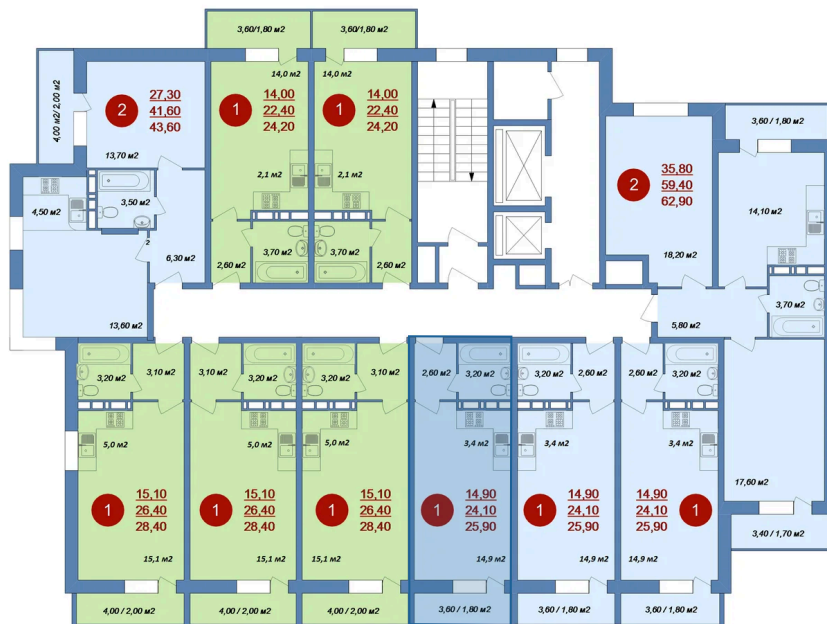 3,60/1,80 м2
3,60/1,80 м2
4,00 м2/ 2,00 м2
2
27,30
41,60
43,60
13,70 м2
14,0 м2
1
14,00
22,40
24,20
14,0 м2
1
14,00
22,40
24,20
3,60 / 1,80 м2
2
35,80
59,40
62,90
18,20 м2
14,10 м2
2,1 м2
2,1 м2
4,50 м2
3,50 м2
2
6,30 м2
13,60 м2
2,60 м2
3,70 м2
3,70 м2
2,60 м2
3,70 м2
5,80 м2
3,20 м2
3,10 м2
3,10 м2
3,20 м2
3,20 м2
3,10 м2
2,60 м2
3,20 м2
3,20 м2
2,60 м2
2,60 м2
3,20 м2
5,0 м2
5,0 м2
5,0 м2
3,4 м2
3,4 м2
3,4 м2
17,60 м2
1
15,10
26,40
28,40
1
15,10
26,40
28,40
1
15,10
26,40
28,40
1
14,90
24,10
25,90
1
14,90
24,10
25,90
14,90
24,10
25,90
1
15,1 м2
15,1 м2
15,1 м2
14,9 м2
14,9 м2
14,9 м2
3,40 / 1,70 м2
4,00 / 2,00 м2
4,00 / 2,00 м2
4,00 / 2,00 м2
3,60 / 1,80 м2
3,60 / 1,80 м2
3,60 / 1,80 м2